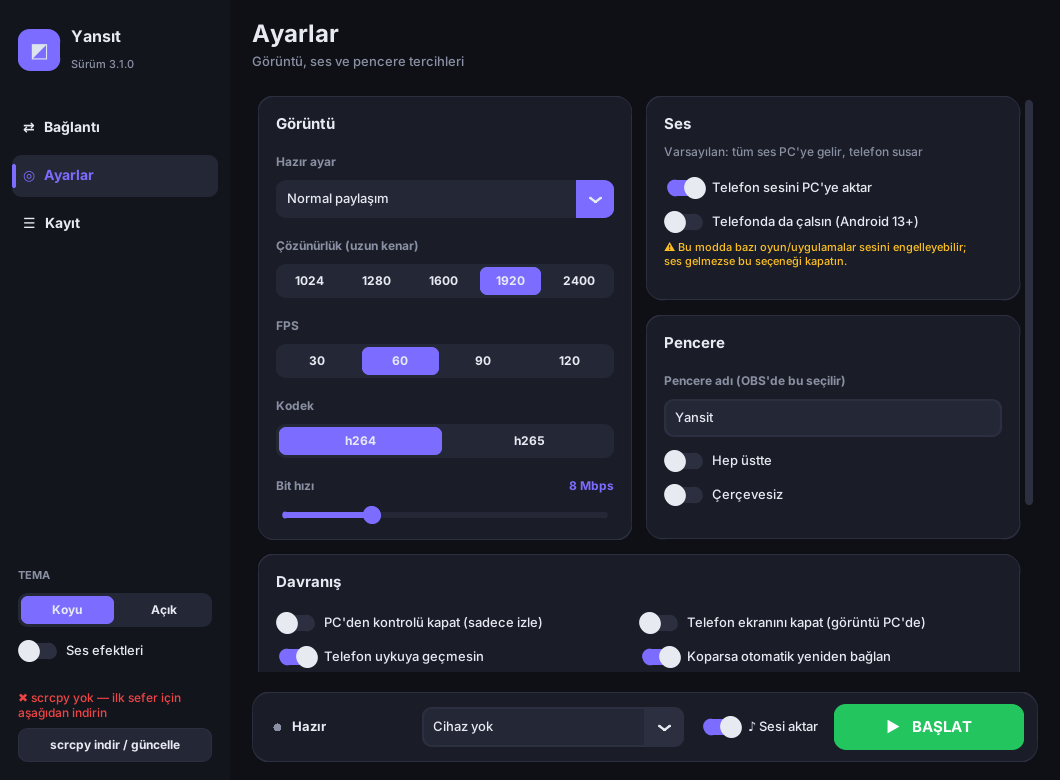 Yansıt
Sürüm 3.1.0
Bağlantı
Ayarlar
Kayıt
TEMA
Koyu
Açık
Ses efektleri
✖ scrcpy yok — ilk sefer için
aşağıdan indirin
scrcpy indir / güncelle
Ayarlar
Görüntü, ses ve pencere tercihleri
Görüntü
Hazır ayar
Normal paylaşım
Çözünürlük (uzun kenar)
1024 1280 1600 1920 2400
FPS
30 60 90 120
Kodek
h264 h265
Bit hızı 8 Mbps
Ses
Varsayılan: tüm ses PC'ye gelir, telefon susar
Telefon sesini PC'ye aktar
Telefonda da çalsın (Android 13+)
⚠ Bu modda bazı oyun/uygulamalar sesini engelleyebilir;
ses gelmezse bu seçeneği kapatın.
Pencere
Pencere adı (OBS'de bu seçilir)
Yansit
Hep üstte
Çerçevesiz
Davranış
PC'den kontrolü kapat (sadece izle)
Telefon ekranını kapat (görüntü PC'de)
Telefon uykuya geçmesin
Koparsa otomatik yeniden bağlan
Hazır
Cihaz yok
♪ Sesi aktar
▶ BAŞLAT